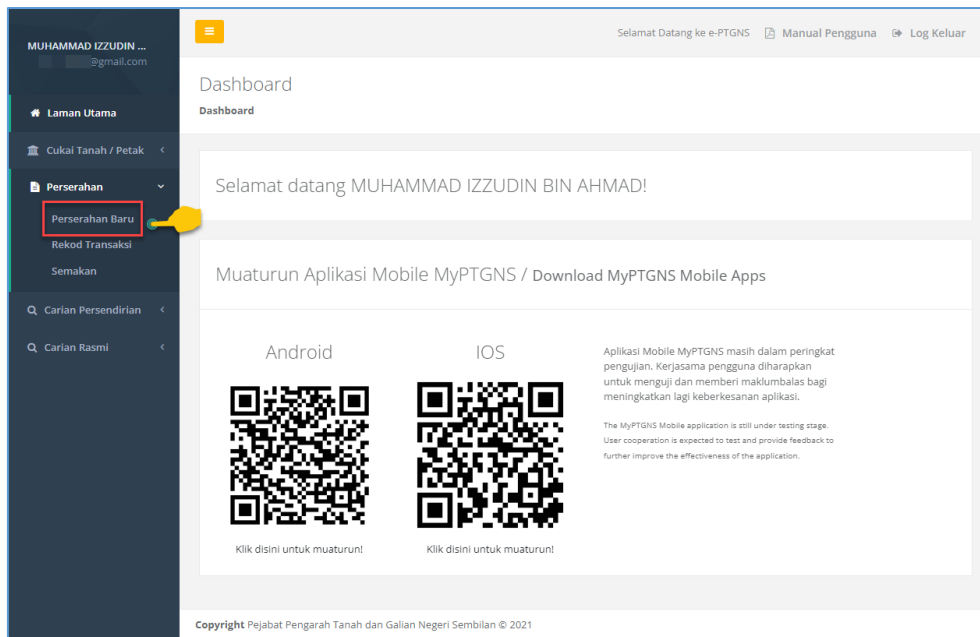 MUHAMMAD IZZUDIN ...
@gmail.com
Laman Utama
Cukai Tanah / Petak
Perserahan
Perserahan Baru
Rekod Transaksi
Semakan
Carian Persendirian
Carian Rasmi
Selamat Datang ke e-PTGNS Manual Pengguna Log Keluar
Dashboard
Dashboard
Selamat datang MUHAMMAD IZZUDIN BIN AHMAD!
Muaturun Aplikasi Mobile MyPTGNS / Download MyPTGNS Mobile Apps
Android
Klik disini untuk muaturun!
IOS
Klik disini untuk muaturun!
Aplikasi Mobile MyPTGNS masih dalam peringkat
pengujian. Kerjasama pengguna diharapkan
untuk menguji dan memberi maklumbalas bagi
meningkatkan lagi keberkesanan aplikasi.
The MyPTGNS Mobile application is still under testing stage.
User cooperation is expected to test and provide feedback to
further improve the effectiveness of the application.
Copyright Pejabat Pengarah Tanah dan Galian Negeri Sembilan © 2021